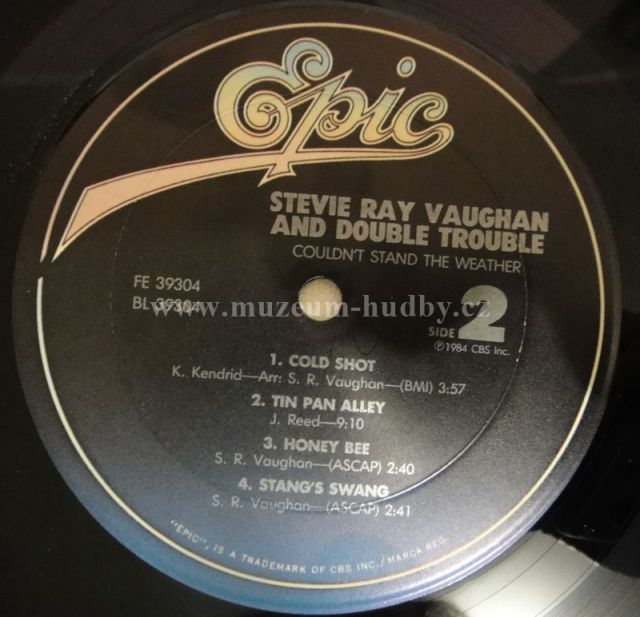 Epic
STEVIE RAY VAUGHAN
AND DOUBLE TROUBLE
COULDN'T STAND THE WEATHER
FE 39304
BL 39304
www.muzeum-hudby.cz
SIDE 2
℗1984 CBS Inc.
1. COLD SHOT
K. Kendrid—Arr: S. R. Vaughan—(BMI) 3:57
2. TIN PAN ALLEY
J. Reed—9:10
3. HONEY BEE
S. R. Vaughan—(ASCAP) 2:40
4. STANG'S SWANG
S. R. Vaughan—(ASCAP) 2:41
"EPIC", IS A TRADEMARK OF CBS INC./MARCA REG.